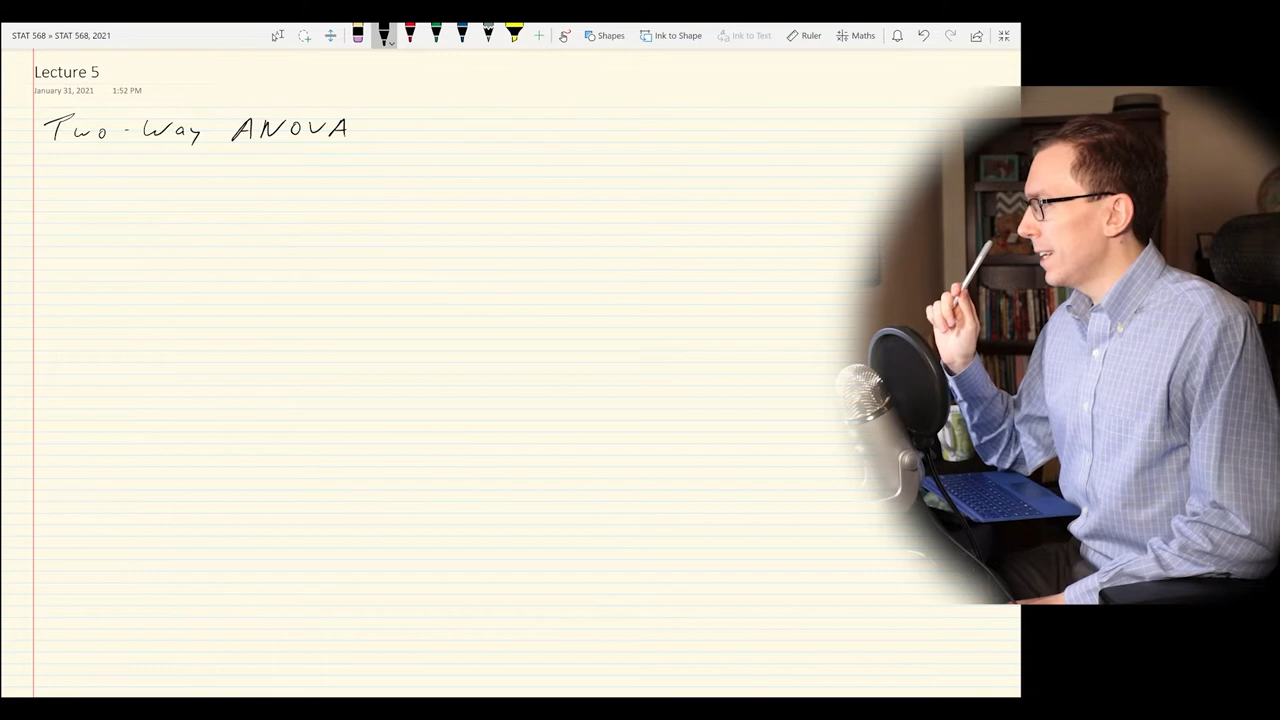 STAT 568 » STAT 568, 2021
Shapes Ink to Shape Ink to Text Ruler Maths
Lecture 5
January 31, 2021 1:52 PM
Two-Way ANOVA